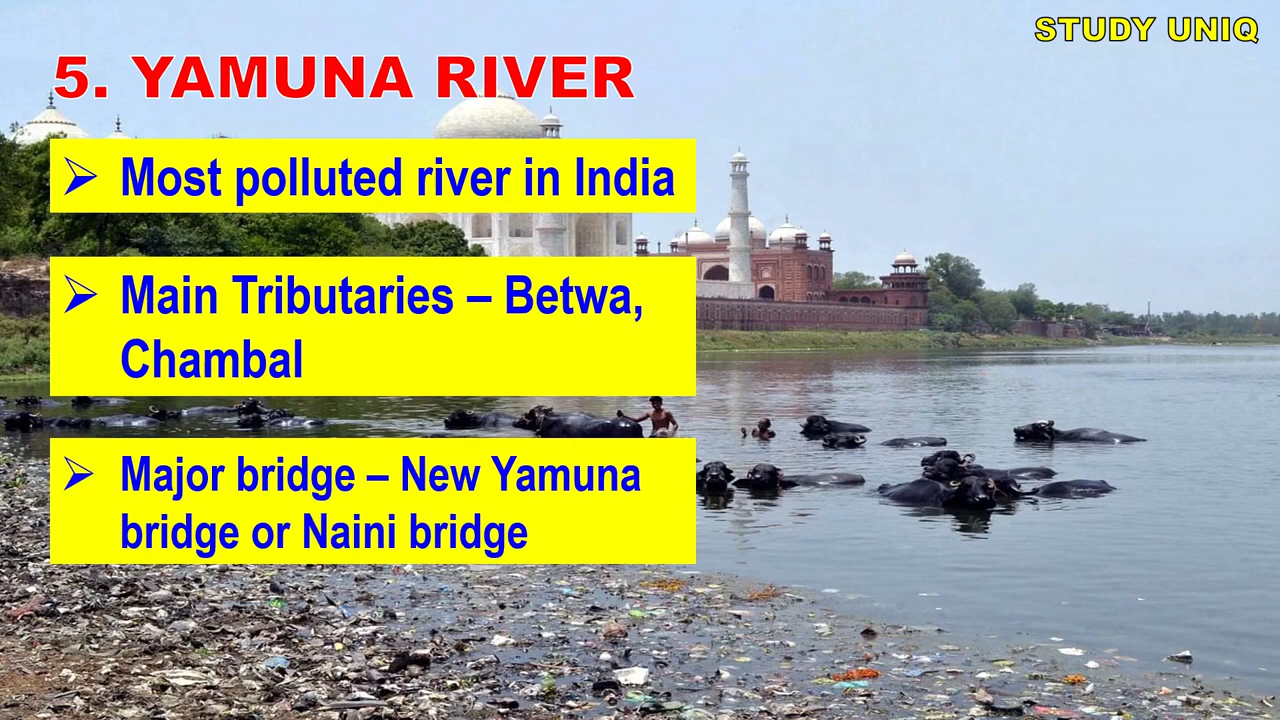 STUDY UNIQ
5. YAMUNA RIVER
➢ Most polluted river in India
➢ Main Tributaries – Betwa,
Chambal
➢ Major bridge – New Yamuna
bridge or Naini bridge